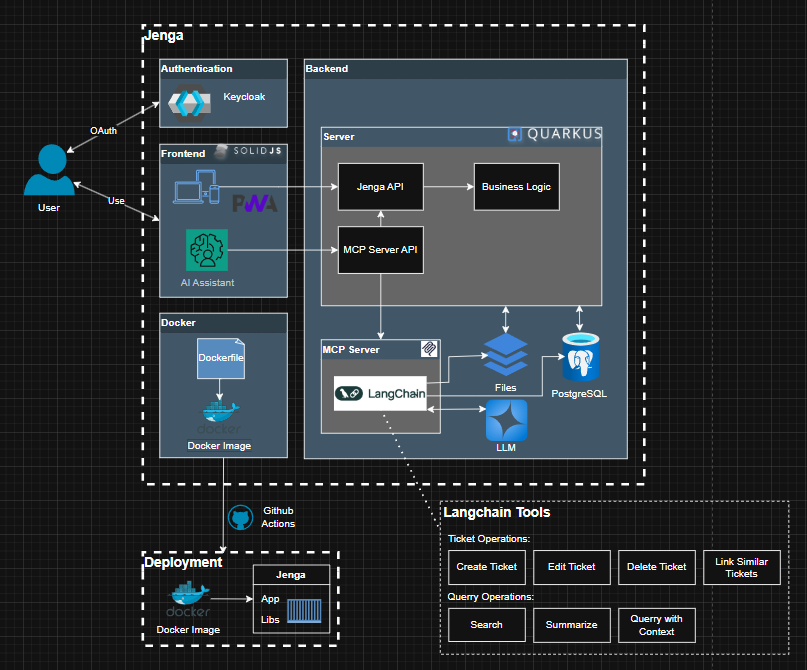 Jenga
Authentication
Keycloak
OAuth
User
Use
Frontend
SOLIDJS
PWA
AI Assistant
Backend
Server
QUARKUS
Jenga API
Business Logic
MCP Server API
Docker
Dockerfile
docker
Docker Image
MCP Server
LangChain
Files
PostgreSQL
LLM
Github
Actions
Deployment
docker
Docker Image
Jenga
App
Libs
Langchain Tools
Ticket Operations:
Create Ticket
Edit Ticket
Delete Ticket
Link Similar
Tickets
Querry Operations:
Search
Summarize
Querry with
Context